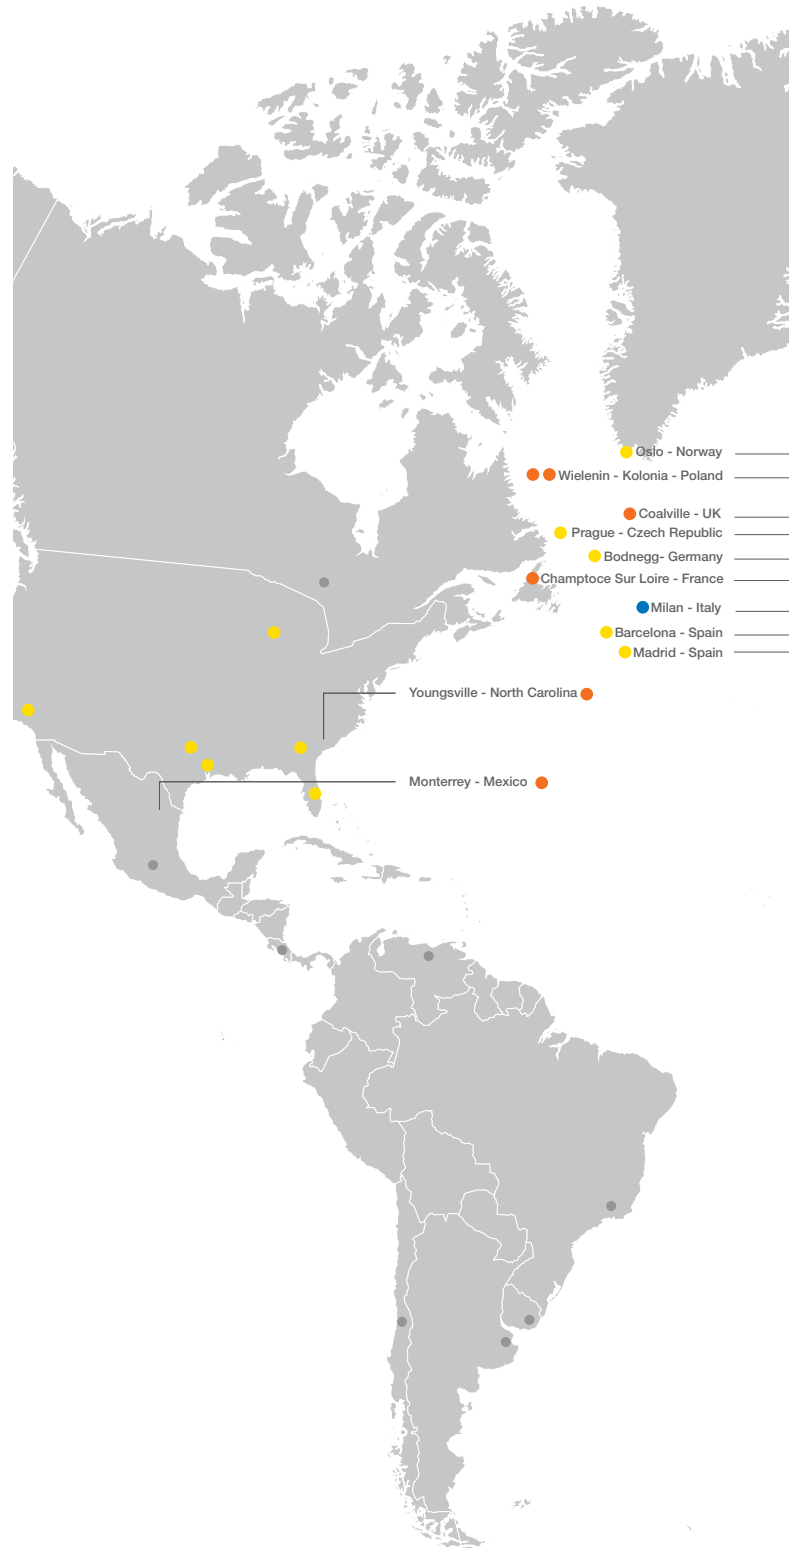 Oslo - Norway
Wielenin - Kolonia - Poland
Coalville - UK
Prague - Czech Republic
Bodnegg- Germany
Champtoce Sur Loire - France
Milan - Italy
Barcelona - Spain
Madrid - Spain
Youngsville - North Carolina
Monterrey - Mexico